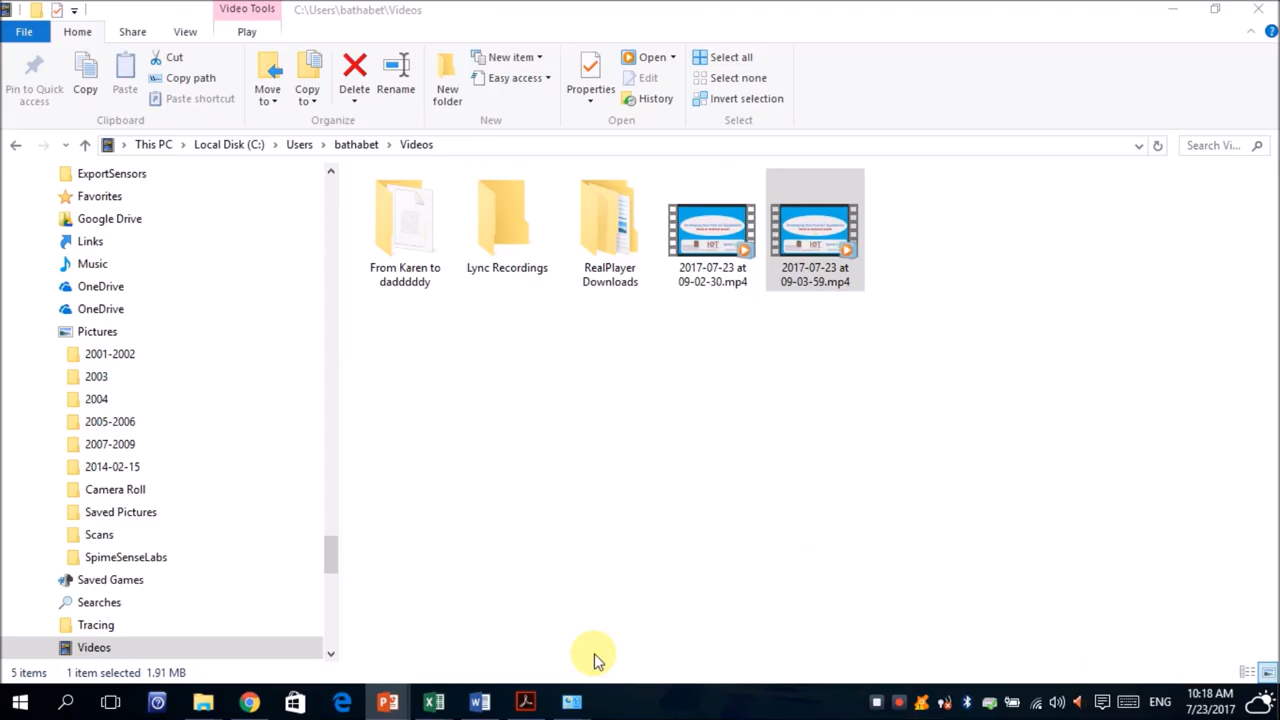 Video Tools
C:\Users\bathabet\Videos
File
Home
Share
View
Play
Pin to Quick access
Copy
Paste
Cut
Copy path
Paste shortcut
Move to
Copy to
Delete
Rename
New folder
New item
Easy access
Properties
Open
Edit
History
Select all
Select none
Invert selection
Clipboard
Organize
New
Open
Select
This PC
Local Disk (C:)
Users
bathabet
Videos
Search Vi...
ExportSensors
Favorites
Google Drive
Links
Music
OneDrive
OneDrive
Pictures
2001-2002
2003
2004
2005-2006
2007-2009
2014-02-15
Camera Roll
Saved Pictures
Scans
SpimeSenseLabs
Saved Games
Searches
Tracing
Videos
From Karen to
dadddddy
Lync Recordings
RealPlayer
Downloads
2017-07-23 at
09-02-30.mp4
2017-07-23 at
09-03-59.mp4
5 items
1 item selected 1.91 MB
ENG
10:18 AM
7/23/2017